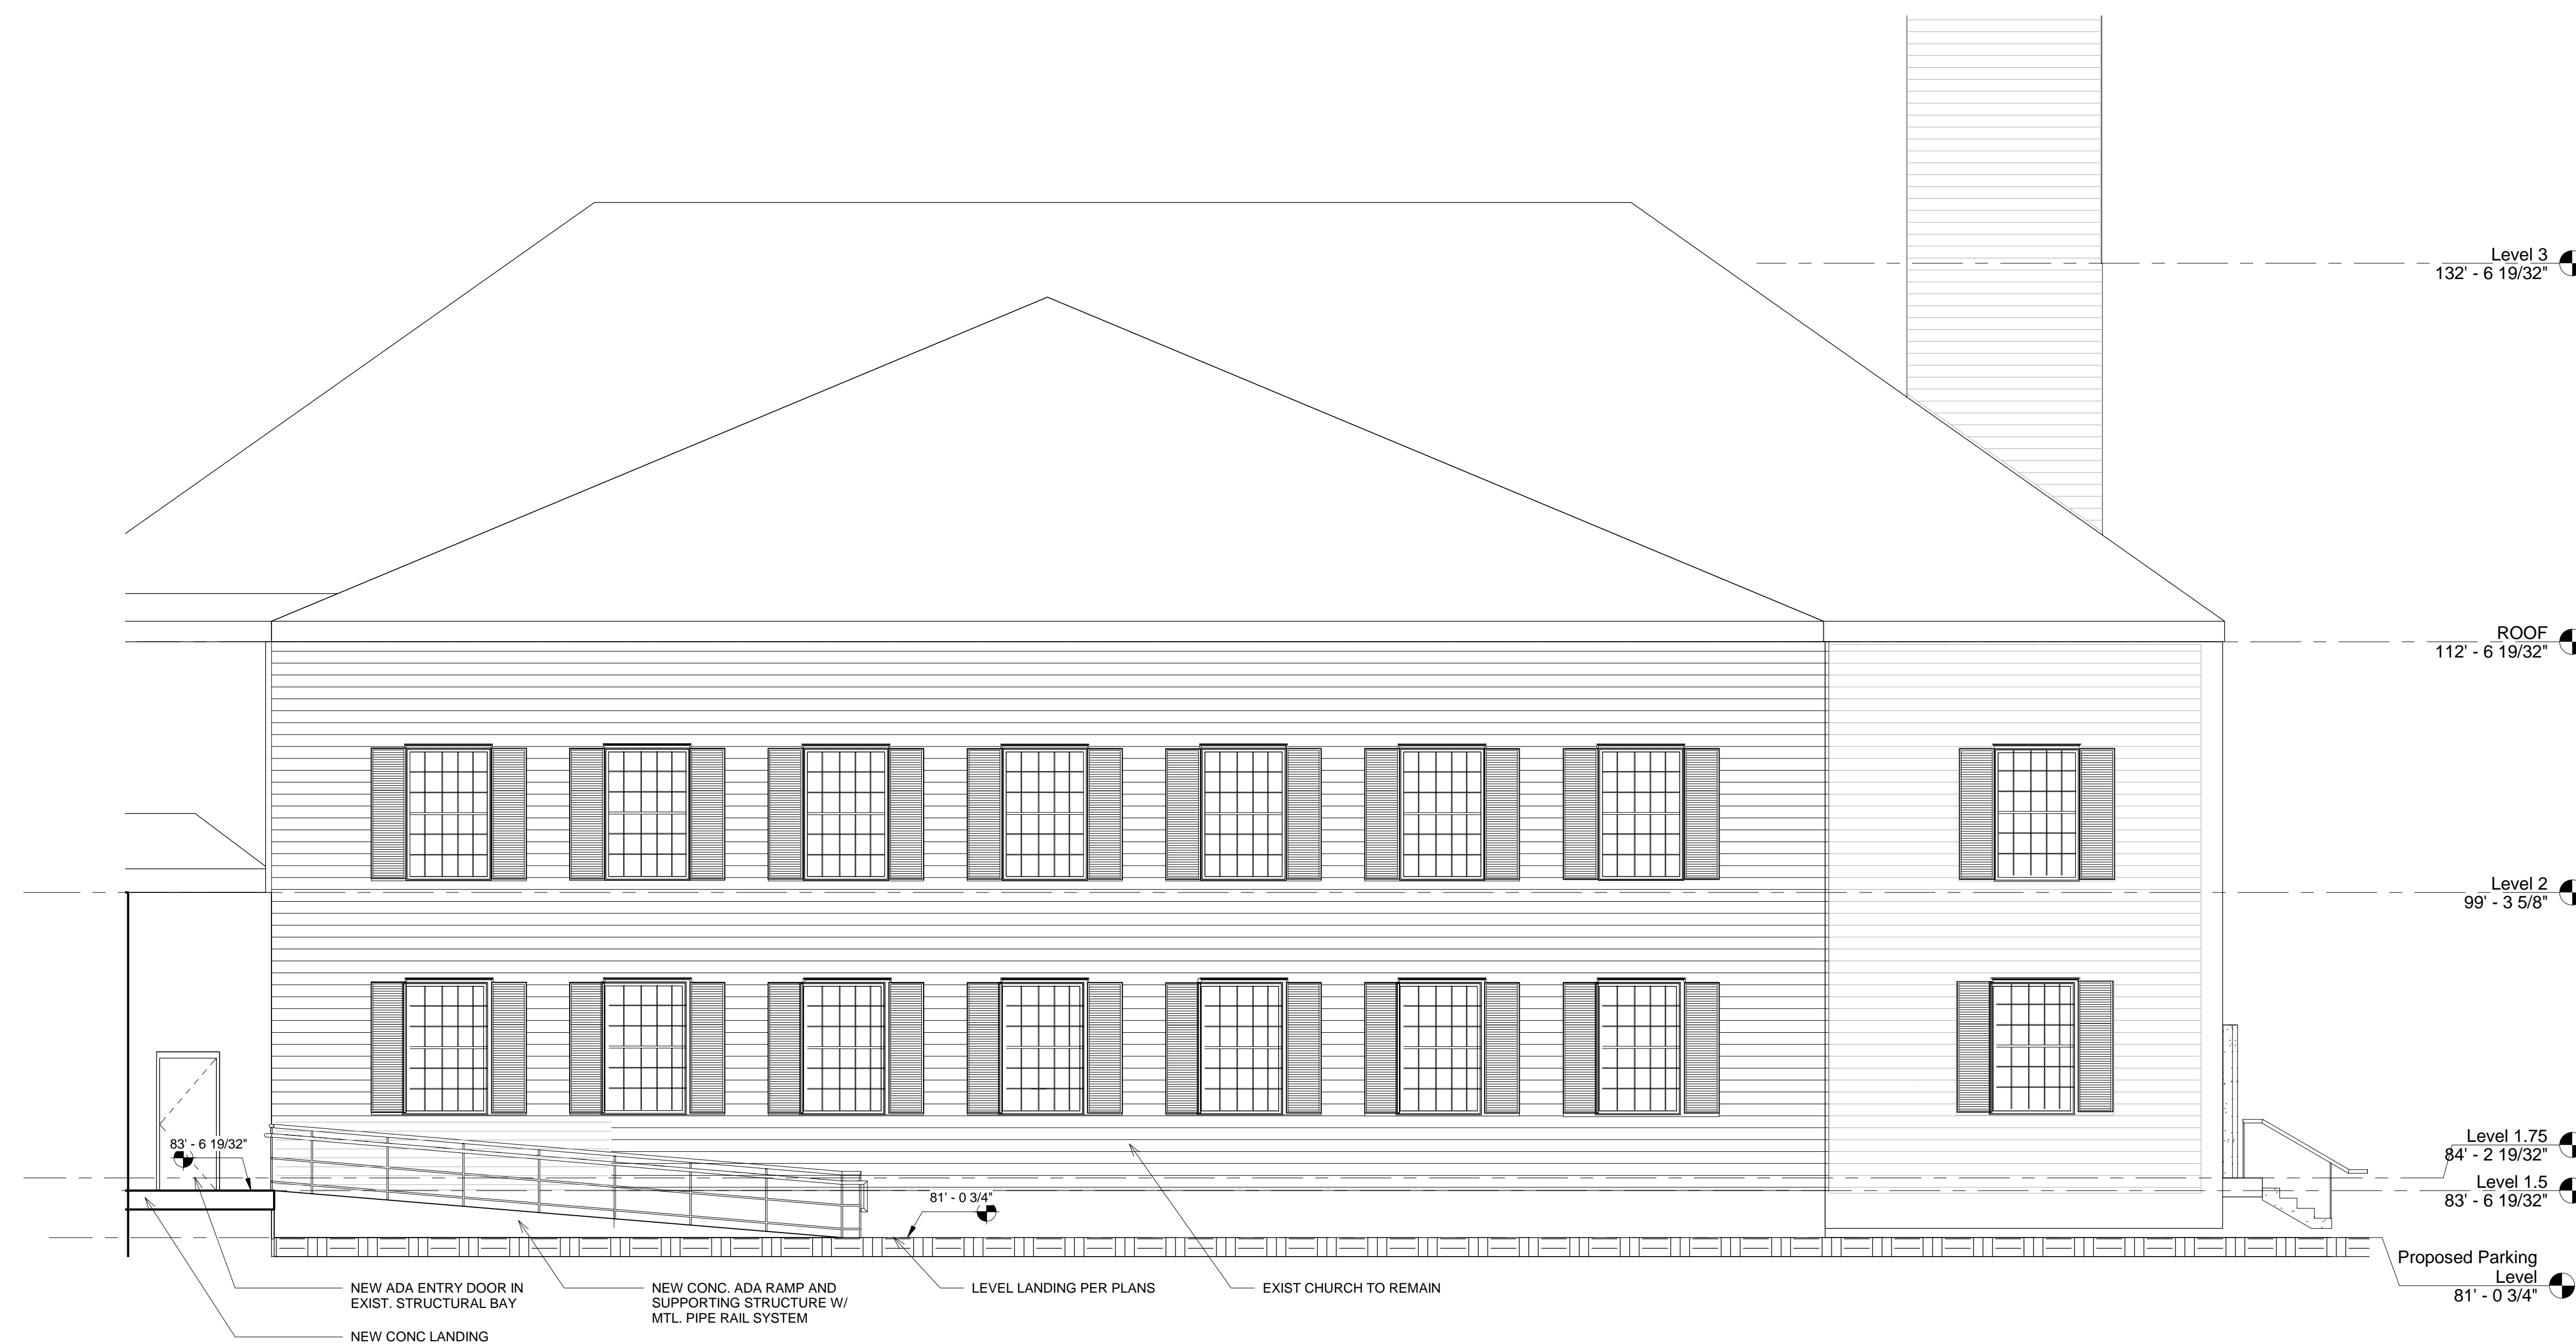 Level 3
132' - 6 19/32"
ROOF
112' - 6 19/32"
Level 2
99' - 3 5/8"
83' - 6 19/32"
Level 1.75
84' - 2 19/32"
Level 1.5
83' - 6 19/32"
81' - 0 3/4"
Proposed Parking
Level
81' - 0 3/4"
NEW ADA ENTRY DOOR IN
EXIST. STRUCTURAL BAY
NEW CONC LANDING
NEW CONC. ADA RAMP AND
SUPPORTING STRUCTURE W/
MTL. PIPE RAIL SYSTEM
LEVEL LANDING PER PLANS
EXIST CHURCH TO REMAIN